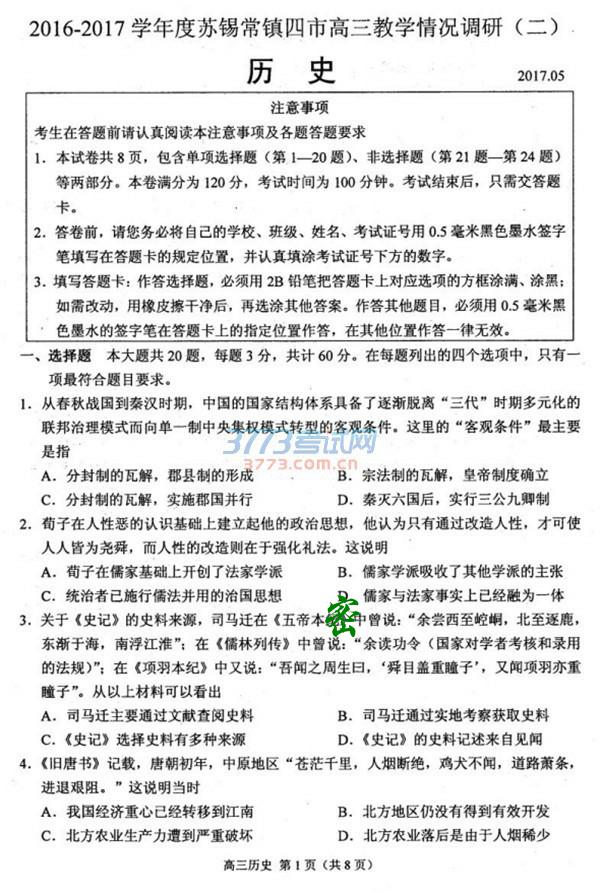 2016-2017 学年度苏锡常镇四市高三教学情况调研（二）
历 史
2017.05
注意事项
考生在答题前请认真阅读本注意事项及各题答题要求
1. 本试卷共 8 页，包含单项选择题（第 1—20 题）、非选择题（第 21 题—第 24 题）
等两部分。本卷满分为 120 分，考试时间为 100 分钟。考试结束后，只需交答题
卡。
2. 答卷前，请您务必将自己的学校、班级、姓名、考试证号用 0.5 毫米黑色墨水签字
笔填写在答题卡的规定位置，并认真填涂考试证号下方的数字。
3. 填写答题卡：作答选择题，必须用 2B 铅笔把答题卡上对应选项的方框涂满、涂黑；
如需改动，用橡皮擦干净后，再选涂其他答案。作答其他题目，必须用 0.5 毫米黑
色墨水的签字笔在答题卡上的指定位置作答，在其他位置作答一律无效。
一、选择题 本大题共 20 题，每题 3 分，共计 60 分。在每题列出的四个选项中，只有一
项最符合题目要求。
1. 从春秋战国到秦汉时期，中国的国家结构体系具备了逐渐脱离“三代”时期多元化的
联邦治理模式而向单一制中央集权模式转型的客观条件。这里的“客观条件”最主要
是指
3773考试网
3773.com.cn
A. 分封制的瓦解，郡县制的形成 B. 宗法制的瓦解，皇帝制度确立
C. 分封制的瓦解，实施郡国并行 D. 秦灭六国后，实行三公九卿制
2. 荀子在人性恶的认识基础上建立起他的政治思想，他认为只有通过改造人性，才可使
人人皆为尧舜，而人性的改造则在于强化礼法。这说明
A. 荀子在儒家基础上开创了法家学派 B. 儒家学派吸收了其他学派的主张
C. 统治者已施行儒法并用的治国思想 D. 儒家与法家事实上已经融为一体
密
3. 关于《史记》的史料来源，司马迁在《五帝本 中曾说：“余尝西至崆峒，北至逐鹿，
东渐于海，南浮江淮”；在《儒林列传》中曾说：“余读功令（国家对学者考核和录用
的法规）”；在《项羽本纪》中又说：“吾闻之周生曰，‘舜目盖重瞳子’，又闻项羽亦重
瞳子”。从以上材料可以看出
A. 司马迁主要通过文献查阅史料 B. 司马迁通过实地考察获取史料
C. 《史记》选择史料有多种来源 D. 《史记》的史料记述来自见闻
4. 《旧唐书》记载，唐朝初年，中原地区“苍茫千里，人烟断绝，鸡犬不闻，道路萧条，
进退艰阻。”这说明当时
A. 我国经济重心已经转移到江南 B. 北方地区仍没有得到有效开发
C. 北方农业生产力遭到严重破坏 D. 北方农业落后是由于人烟稀少
高三历史 第 1 页（共 8 页）